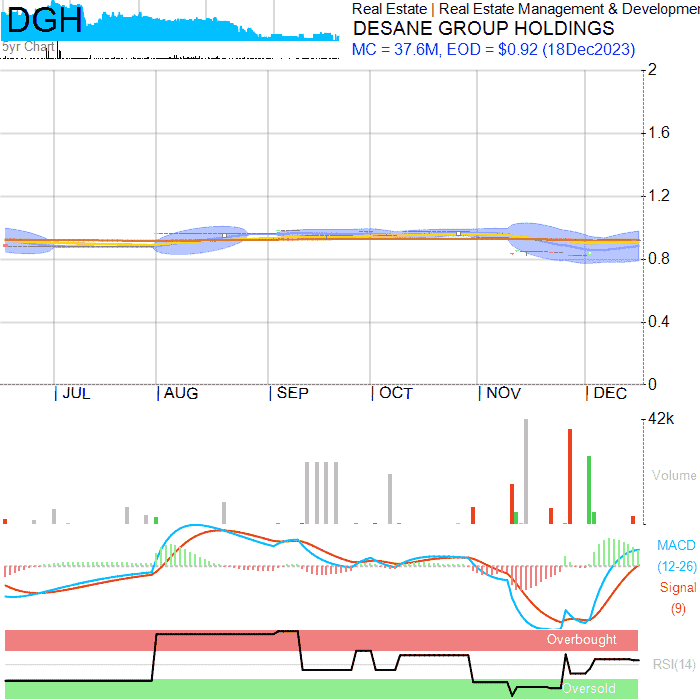 DGH
5yr Chart
Real Estate | Real Estate Management & Developmen
DESANE GROUP HOLDINGS
MC = 37.6M, EOD = $0.92 (18Dec2023)
2
1.6
1.2
0.8
0.4
0
JUL AUG SEP OCT NOV DEC
42k
Volume
MACD
(12-26)
Signal
(9)
Overbought
RSI(14)
Oversold